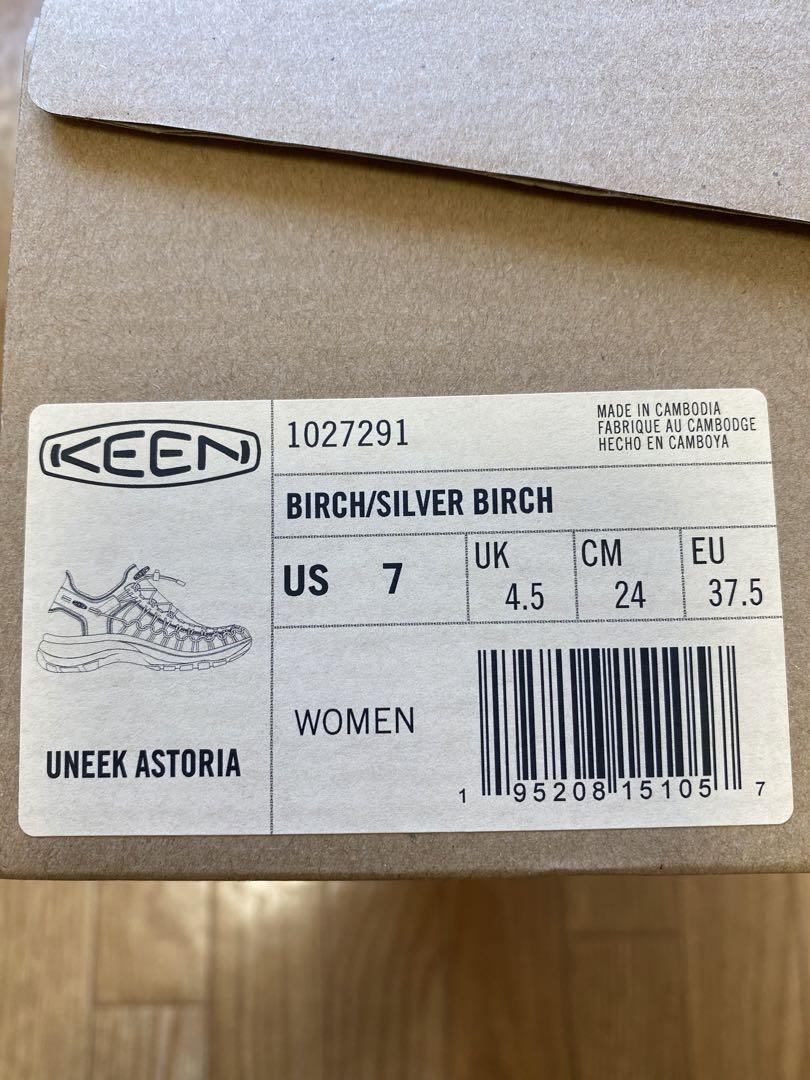 KEEN
1027291
MADE IN CAMBODIA
FABRIQUE AU CAMBODGE
HECHO EN CAMBOYA
BIRCH/SILVER BIRCH
US 7
UK 4.5
CM 24
EU 37.5
WOMEN
UNEEK ASTORIA
1 95208 15105 7